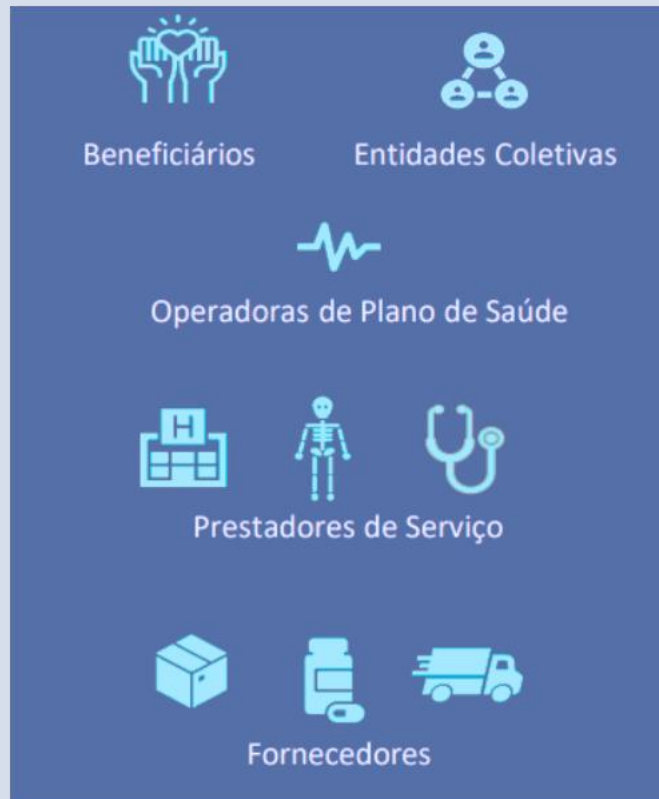 Beneficiários
Entidades Coletivas
Operadoras de Plano de Saúde
H
Prestadores de Serviço
Fornecedores